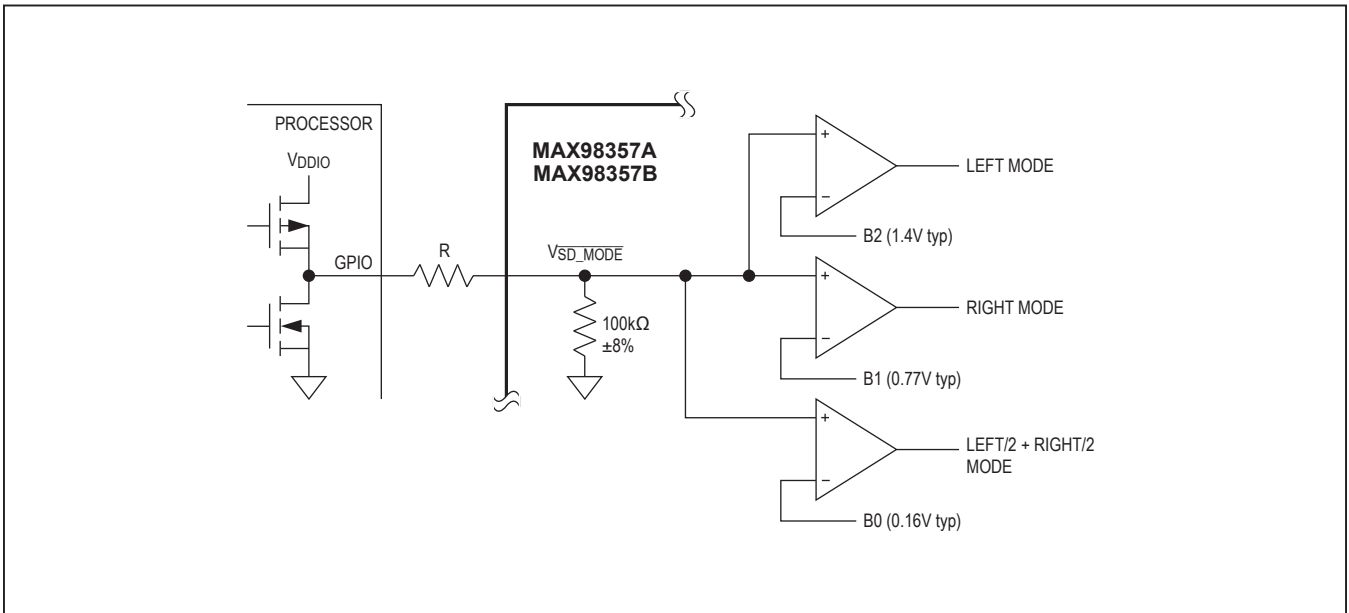 PROCESSOR
VDDIO
GPIO
R
MAX98357A
MAX98357B
VSD_MODE
100kΩ
±8%
LEFT MODE
B2 (1.4V typ)
RIGHT MODE
B1 (0.77V typ)
LEFT/2 + RIGHT/2
MODE
B0 (0.16V typ)
+
−
+
−
+
−